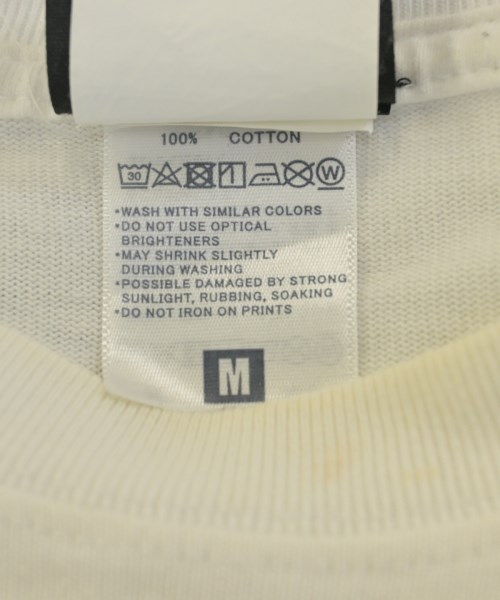 100% COTTON
30 W
•WASH WITH SIMILAR COLORS
•DO NOT USE OPTICAL
BRIGHTENERS
•MAY SHRINK SLIGHTLY
DURING WASHING
•POSSIBLE DAMAGED BY STRONG
SUNLIGHT, RUBBING, SOAKING
•DO NOT IRON ON PRINTS
M